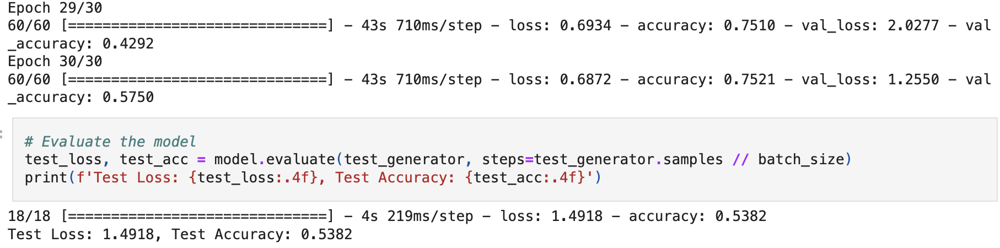 Epoch 29/30
60/60 [==============================] - 43s 710ms/step - loss: 0.6934 - accuracy: 0.7510 - val_loss: 2.0277 - val
_accuracy: 0.4292
Epoch 30/30
60/60 [==============================] - 43s 710ms/step - loss: 0.6872 - accuracy: 0.7521 - val_loss: 1.2550 - val
_accuracy: 0.5750
# Evaluate the model
test_loss, test_acc = model.evaluate(test_generator, steps=test_generator.samples // batch_size)
print(f'Test Loss: {test_loss:.4f}, Test Accuracy: {test_acc:.4f}')
18/18 [==============================] - 4s 219ms/step - loss: 1.4918 - accuracy: 0.5382
Test Loss: 1.4918, Test Accuracy: 0.5382